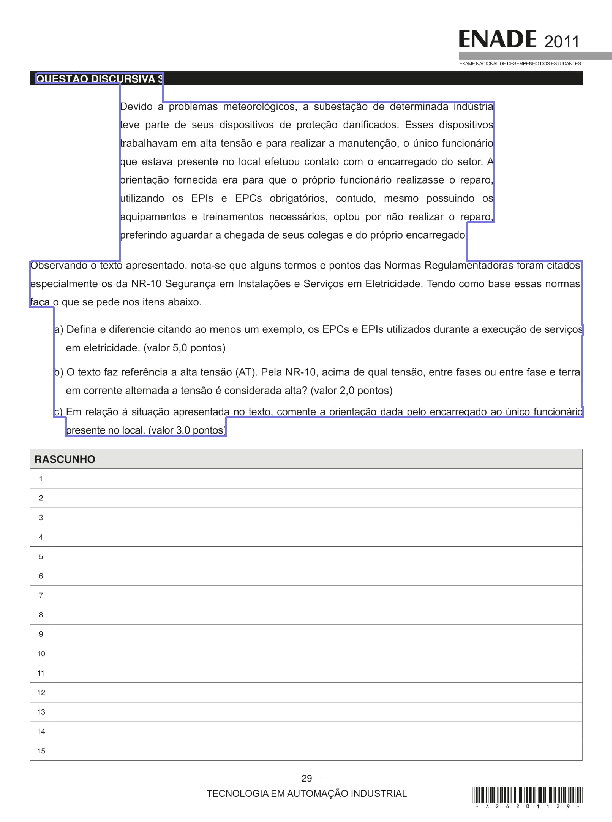 ENADE 2011
EXAME NACIONAL DE DESEMPENHO DOS ESTUDANTES
QUESTÃO DISCURSIVA 3
Devido a problemas meteorológicos, a subestação de determinada indústria
teve parte de seus dispositivos de proteção danificados. Esses dispositivos
trabalhavam em alta tensão e para realizar a manutenção, o único funcionário
que estava presente no local efetuou contato com o encarregado do setor. A
orientação fornecida era para que o próprio funcionário realizasse o reparo,
utilizando os EPIs e EPCs obrigatórios, contudo, mesmo possuindo os
equipamentos e treinamentos necessários, optou por não realizar o reparo,
preferindo aguardar a chegada de seus colegas e do próprio encarregado.
Observando o texto apresentado, nota-se que alguns termos e pontos das Normas Regulamentadoras foram citados,
especialmente os da NR-10 Segurança em Instalações e Serviços em Eletricidade. Tendo como base essas normas,
faça o que se pede nos itens abaixo.
a) Defina e diferencie citando ao menos um exemplo, os EPCs e EPIs utilizados durante a execução de serviços
em eletricidade. (valor 5,0 pontos)
b) O texto faz referência a alta tensão (AT). Pela NR-10, acima de qual tensão, entre fases ou entre fase e terra,
em corrente alternada a tensão é considerada alta? (valor 2,0 pontos)
c) Em relação à situação apresentada no texto, comente a orientação dada pelo encarregado ao único funcionário
presente no local. (valor 3,0 pontos)
RASCUNHO
1
2
3
4
5
6
7
8
9
10
11
12
13
14
15
29
TECNOLOGIA EM AUTOMAÇÃO INDUSTRIAL